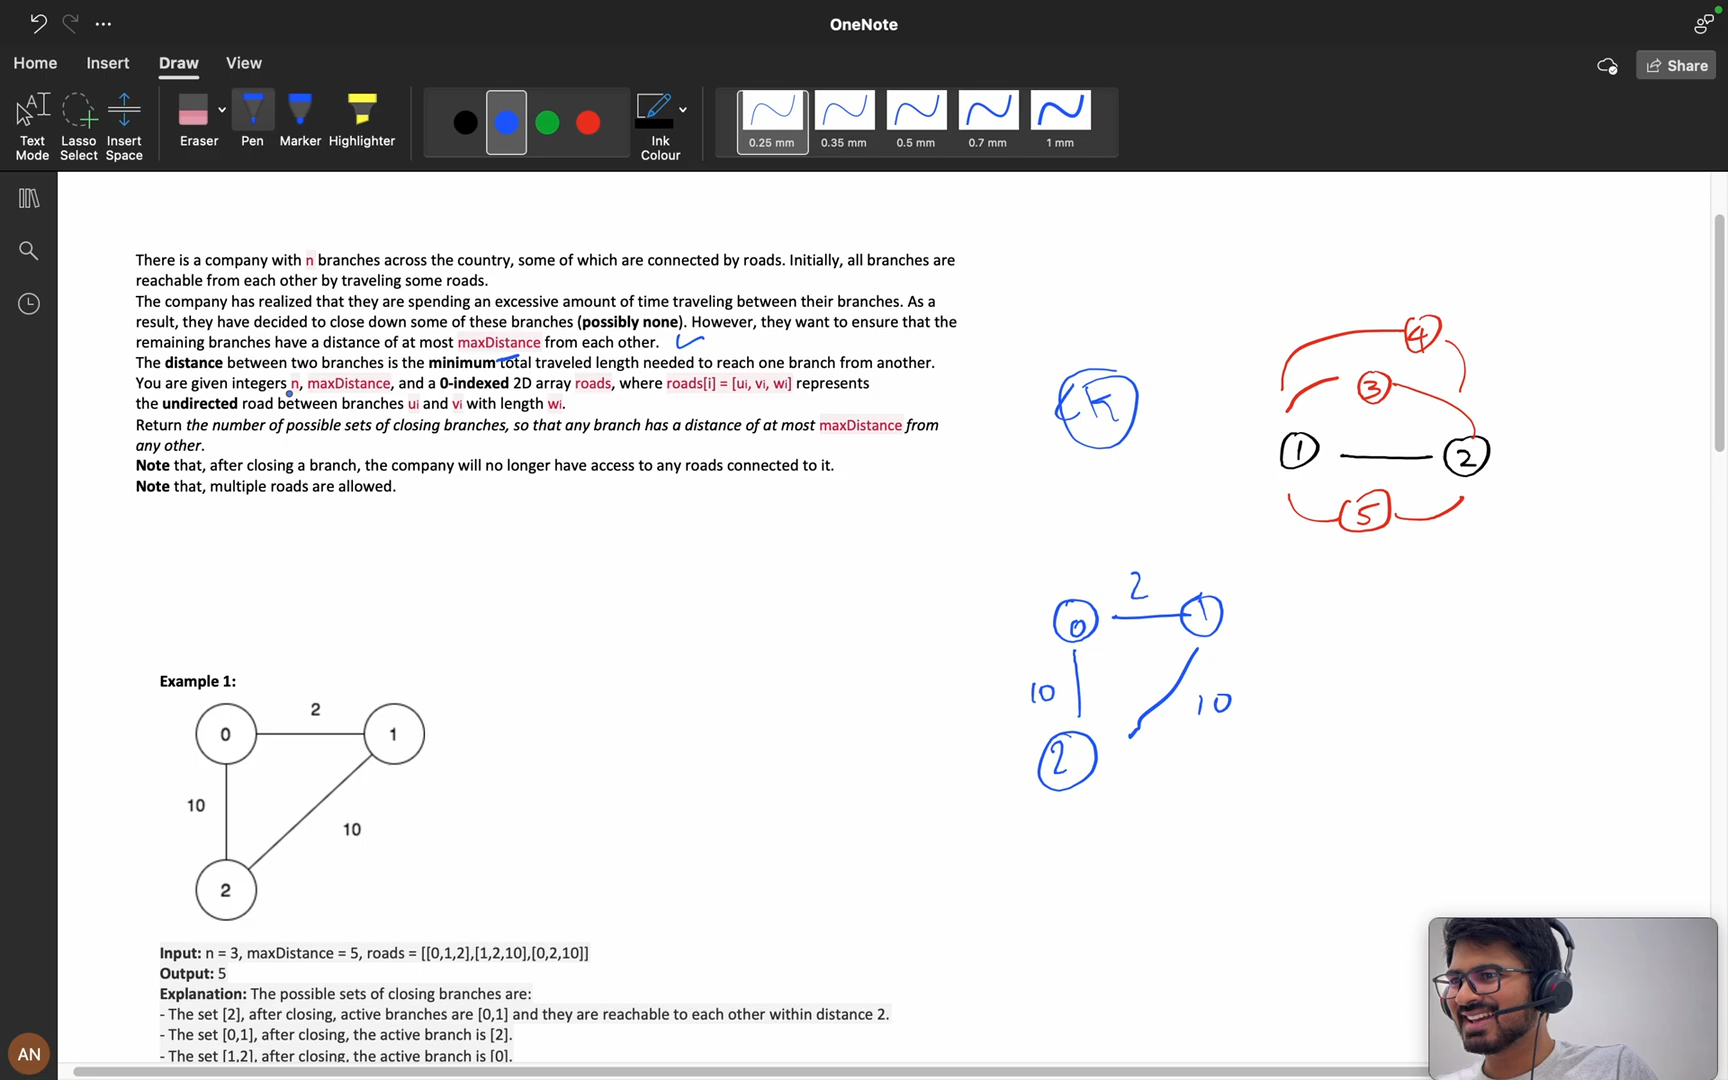 OneNote
Home Insert Draw View
Share
Text Mode
Lasso Select
Insert Space
Eraser
Pen
Marker
Highlighter
Ink Colour
0.25 mm
0.35 mm
0.5 mm
0.7 mm
1 mm
There is a company with n branches across the country, some of which are connected by roads. Initially, all branches are
reachable from each other by traveling some roads.
The company has realized that they are spending an excessive amount of time traveling between their branches. As a
result, they have decided to close down some of these branches (possibly none). However, they want to ensure that the
remaining branches have a distance of at most maxDistance from each other.
The distance between two branches is the minimum total traveled length needed to reach one branch from another.
You are given integers n, maxDistance, and a 0-indexed 2D array roads, where roads[i] = [ui, vi, wi] represents
the undirected road between branches ui and vi with length wi.
Return the number of possible sets of closing branches, so that any branch has a distance of at most maxDistance from
any other.
Note that, after closing a branch, the company will no longer have access to any roads connected to it.
Note that, multiple roads are allowed.
4
3
K
1
2
5
2
0
1
10
10
2
Example 1:
2
0
1
10
10
2
Input: n = 3, maxDistance = 5, roads = [[0,1,2],[1,2,10],[0,2,10]]
Output: 5
Explanation: The possible sets of closing branches are:
- The set [2], after closing, active branches are [0,1] and they are reachable to each other within distance 2.
- The set [0,1], after closing, the active branch is [2].
- The set [1,2], after closing, the active branch is [0].
AN